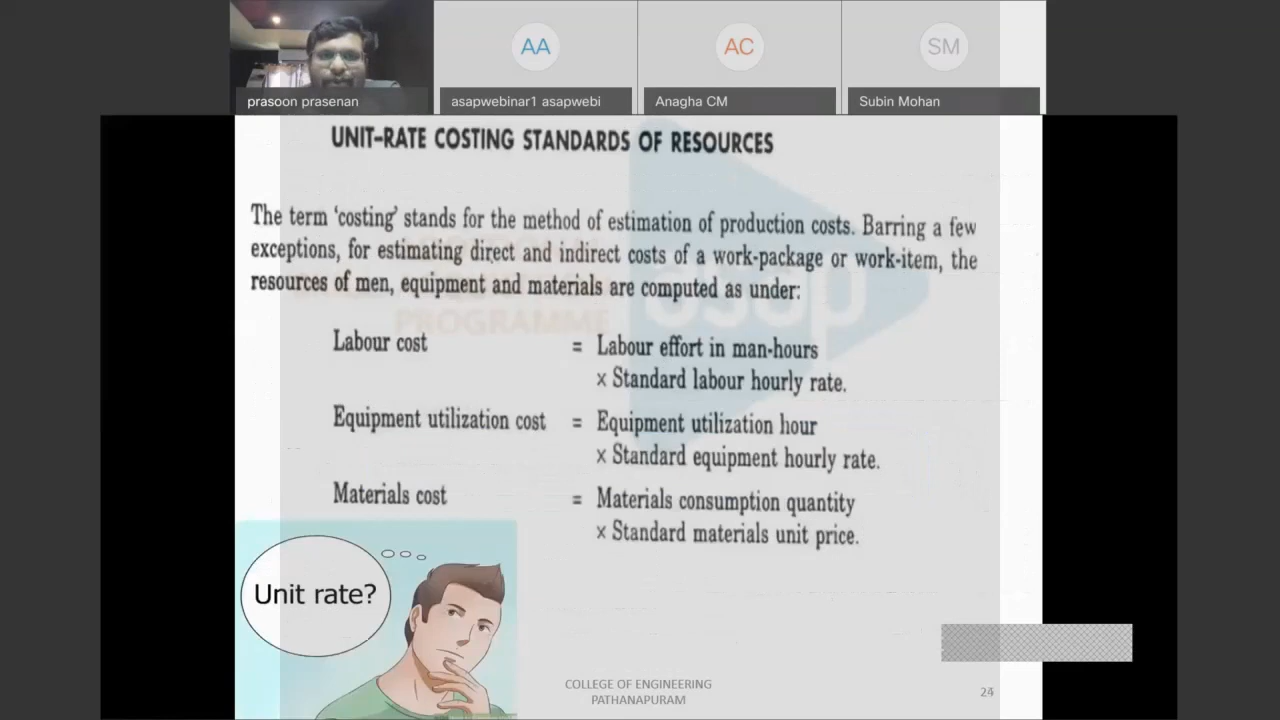 AA
AC
SM
prasoon prasenan
asapwebinar1 asapwebi
Anagha CM
Subin Mohan
UNIT-RATE COSTING STANDARDS OF RESOURCES
The term 'costing' stands for the method of estimation of production costs. Barring a few
exceptions, for estimating direct and indirect costs of a work-package or work-item, the
resources of men, equipment and materials are computed as under:
PROGRAMME
asap
Labour cost = Labour effort in man-hours
× Standard labour hourly rate.
Equipment utilization cost = Equipment utilization hour
× Standard equipment hourly rate.
Materials cost = Materials consumption quantity
× Standard materials unit price.
Unit rate?
COLLEGE OF ENGINEERING
PATHANAPURAM
24